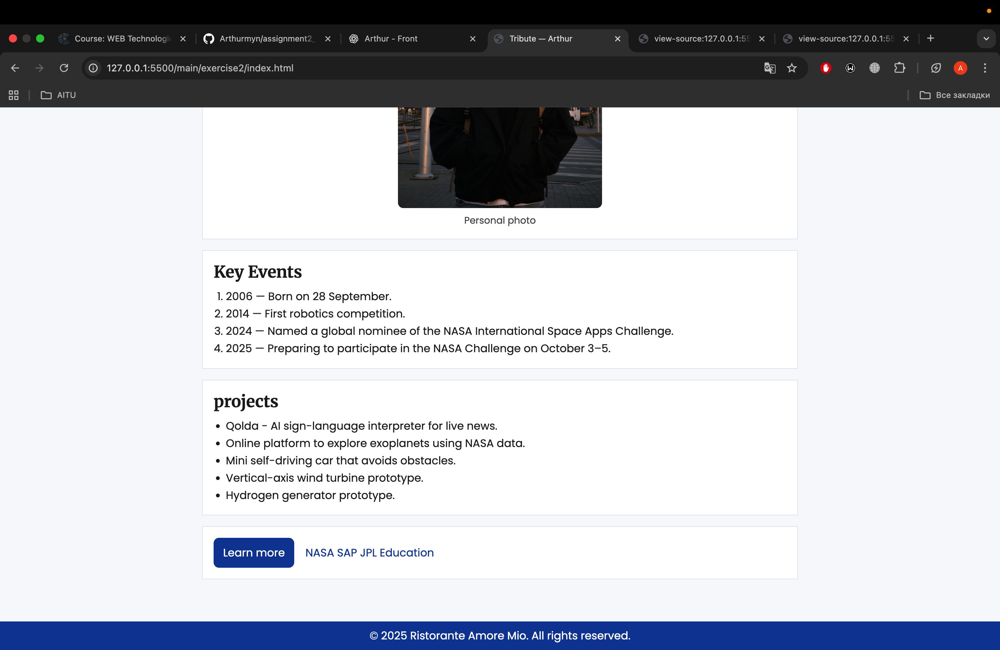 Course: WEB Technologie
Arthurmyn/assignment2_
Arthur - Front
Tribute — Arthur
view-source:127.0.0.1:55
view-source:127.0.0.1:55
127.0.0.1:5500/main/exercise2/index.html
A
AITU
Все закладки
Personal photo
Key Events
1. 2006 — Born on 28 September.
2. 2014 — First robotics competition.
3. 2024 — Named a global nominee of the NASA International Space Apps Challenge.
4. 2025 — Preparing to participate in the NASA Challenge on October 3–5.
projects
• Qolda - AI sign-language interpreter for live news.
• Online platform to explore exoplanets using NASA data.
• Mini self-driving car that avoids obstacles.
• Vertical-axis wind turbine prototype.
• Hydrogen generator prototype.
Learn more NASA SAP JPL Education
© 2025 Ristorante Amore Mio. All rights reserved.